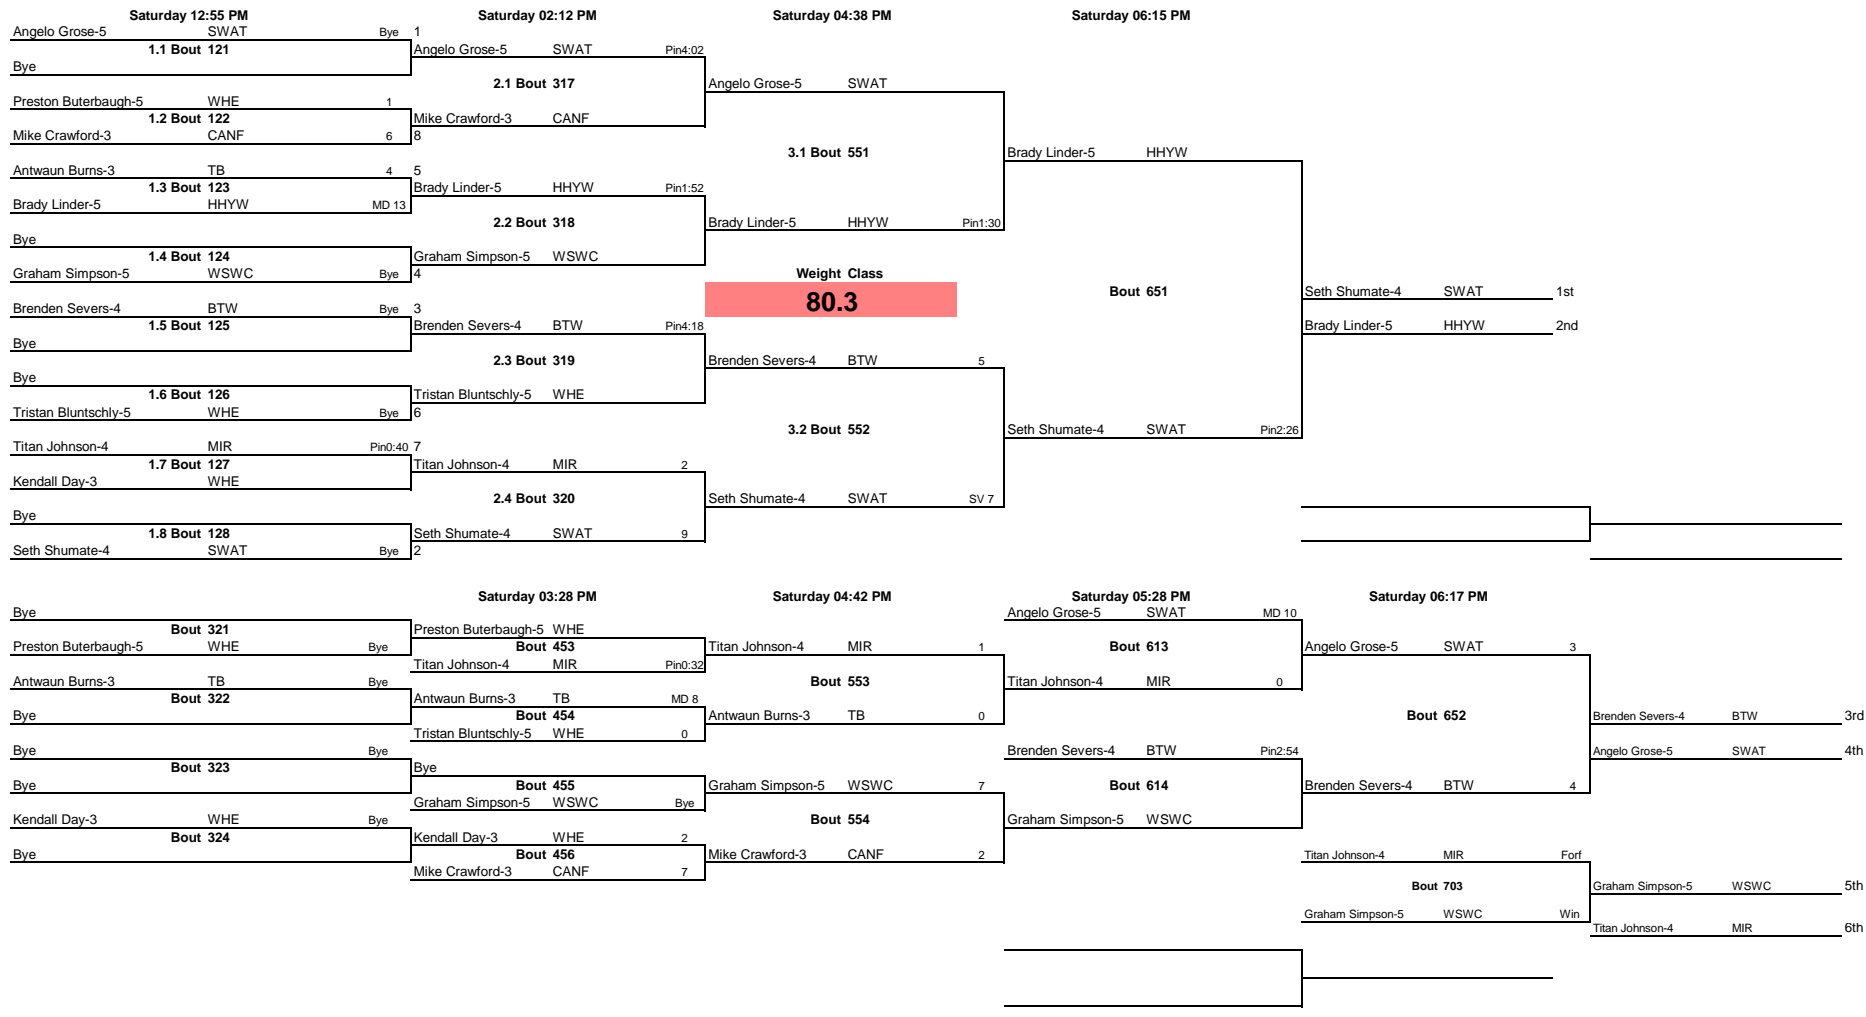 Saturday 12:55 PM Saturday 02:12 PM Saturday 04:38 PM Saturday 06:15 PM
Angelo Grose-5 SWAT Bye 1
1.1 Bout 121 Angelo Grose-5 SWAT Pin4:02
Bye
2.1 Bout 317 Angelo Grose-5 SWAT
Preston Buterbaugh-5 WHE 1
1.2 Bout 122 Mike Crawford-3 CANF
Mike Crawford-3 CANF 6 8
3.1 Bout 551 Brady Linder-5 HHYW
Antwaun Burns-3 TB 4 5
1.3 Bout 123 Brady Linder-5 HHYW Pin1:52
Brady Linder-5 HHYW MD 13
2.2 Bout 318 Brady Linder-5 HHYW Pin1:30
Bye
1.4 Bout 124 Graham Simpson-5 WSWC
Graham Simpson-5 WSWC Bye 4 Weight Class
Bout 651 Seth Shumate-4 SWAT 1st
80.3
Brenden Severs-4 BTW Bye 3
1.5 Bout 125 Brenden Severs-4 BTW Pin4:18 Brady Linder-5 HHYW 2nd
Bye
2.3 Bout 319 Brenden Severs-4 BTW 5
Bye
1.6 Bout 126 Tristan Bluntschly-5 WHE
Tristan Bluntschly-5 WHE Bye 6
3.2 Bout 552 Seth Shumate-4 SWAT Pin2:26
Titan Johnson-4 MIR Pin0:40 7
1.7 Bout 127 Titan Johnson-4 MIR 2
Kendall Day-3 WHE
2.4 Bout 320 Seth Shumate-4 SWAT SV 7
Bye
1.8 Bout 128 Seth Shumate-4 SWAT 9
Seth Shumate-4 SWAT Bye 2
Saturday 03:28 PM Saturday 04:42 PM Saturday 05:28 PM Saturday 06:17 PM
Bye Angelo Grose-5 SWAT MD 10
Bout 321 Preston Buterbaugh-5 WHE
Preston Buterbaugh-5 WHE Bye Bout 453 Titan Johnson-4 MIR 1 Bout 613 Angelo Grose-5 SWAT 3
Titan Johnson-4 MIR Pin0:32
Antwaun Burns-3 TB Bye Bout 553 Titan Johnson-4 MIR 0
Bout 322 Antwaun Burns-3 TB MD 8
Bye Bout 454 Antwaun Burns-3 TB 0 Bout 652 Brenden Severs-4 BTW 3rd
Tristan Bluntschly-5 WHE 0
Bye Bye Brenden Severs-4 BTW Pin2:54 Angelo Grose-5 SWAT 4th
Bout 323 Bye
Bye Bout 455 Graham Simpson-5 WSWC 7 Bout 614 Brenden Severs-4 BTW 4
Graham Simpson-5 WSWC Bye
Kendall Day-3 WHE Bye Bout 554 Graham Simpson-5 WSWC
Bout 324 Kendall Day-3 WHE 2
Bye Bout 456 Mike Crawford-3 CANF 2 Titan Johnson-4 MIR Forf
Mike Crawford-3 CANF 7
Bout 703 Graham Simpson-5 WSWC 5th
Graham Simpson-5 WSWC Win
Titan Johnson-4 MIR 6th